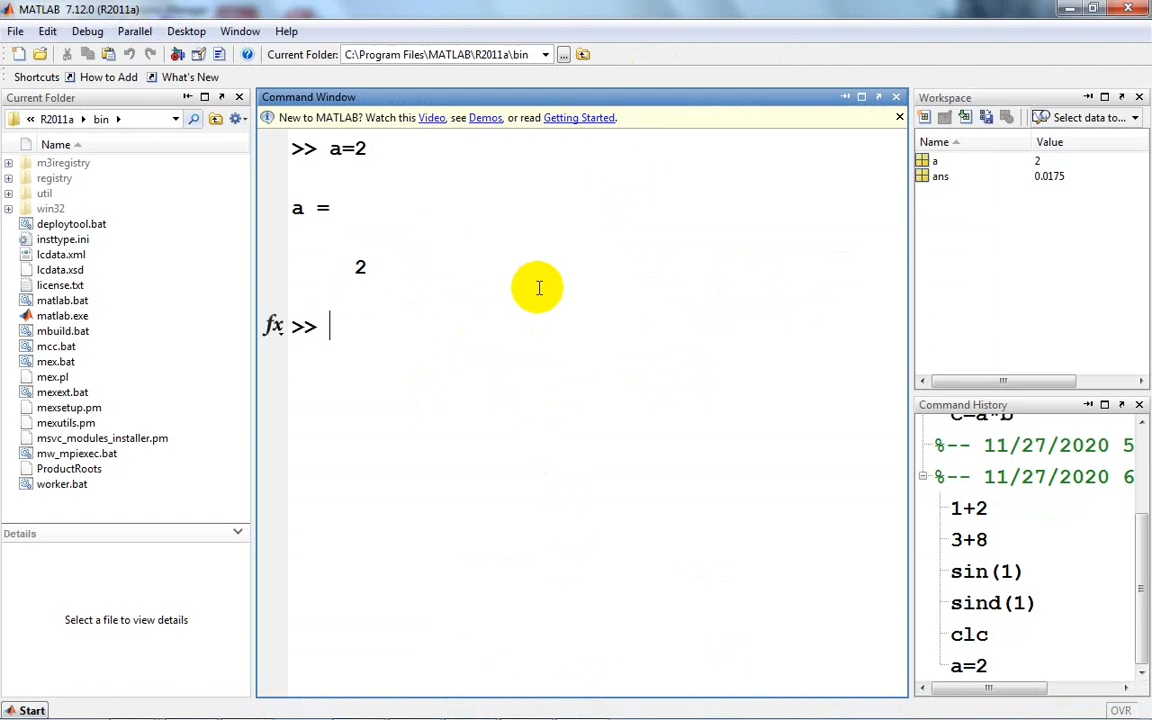 MATLAB 7.12.0 (R2011a)
File Edit Debug Parallel Desktop Window Help
Current Folder: C:\Program Files\MATLAB\R2011a\bin ...
Shortcuts How to Add What's New
Current Folder
« R2011a ▸ bin ▸
Name
m3iregistry
registry
util
win32
deploytool.bat
insttype.ini
lcdata.xml
lcdata.xsd
license.txt
matlab.bat
matlab.exe
mbuild.bat
mcc.bat
mex.bat
mex.pl
mexext.bat
mexsetup.pm
mexutils.pm
msvc_modules_installer.pm
mw_mpiexec.bat
ProductRoots
worker.bat
Details
Select a file to view details
Command Window
New to MATLAB? Watch this Video, see Demos, or read Getting Started.
>> a=2
a =
2
fx >>
Workspace
Select data to...
Name Value
a 2
ans 0.0175
Command History
c=a*b
%-- 11/27/2020 5
%-- 11/27/2020 6
1+2
3+8
sin(1)
sind(1)
clc
a=2
Start
OVR